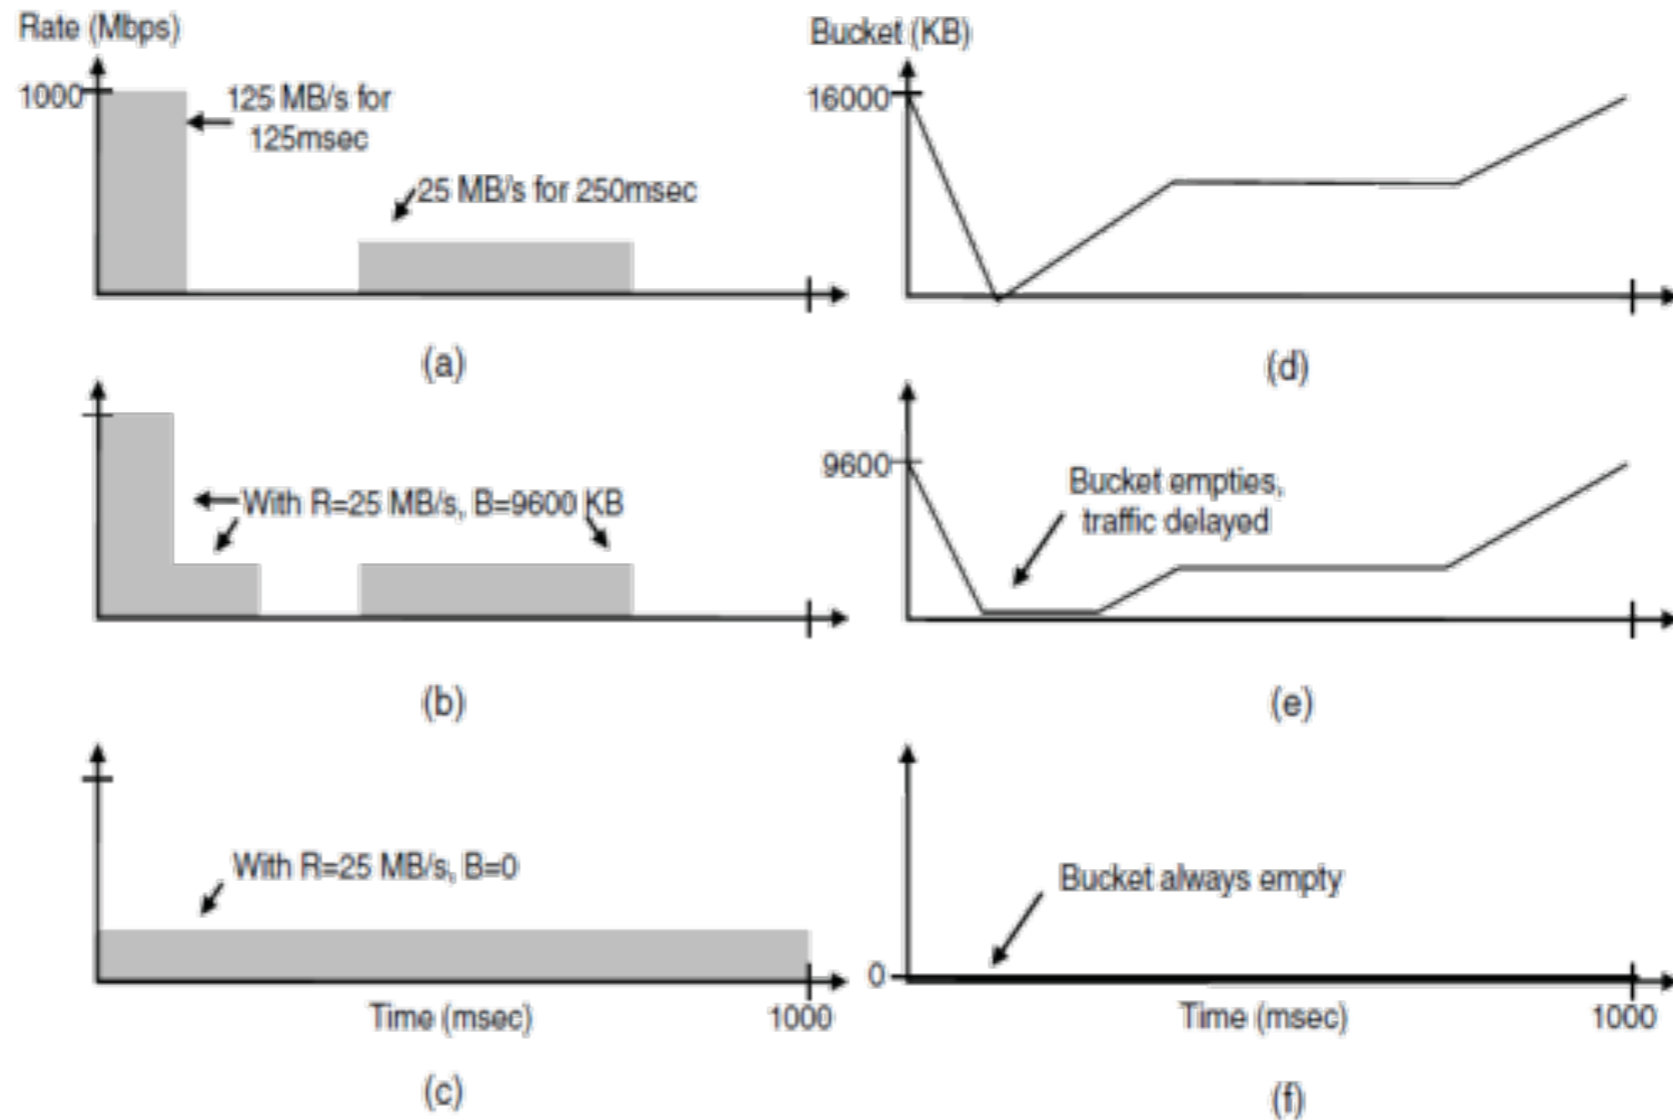 Rate (Mbps)
1000
125 MB/s for
125msec
25 MB/s for 250msec
(a)
Bucket (KB)
16000
(d)
With R=25 MB/s, B=9600 KB
(b)
9600
Bucket empties,
traffic delayed
(e)
With R=25 MB/s, B=0
Time (msec)
1000
(c)
Bucket always empty
0
Time (msec)
1000
(f)